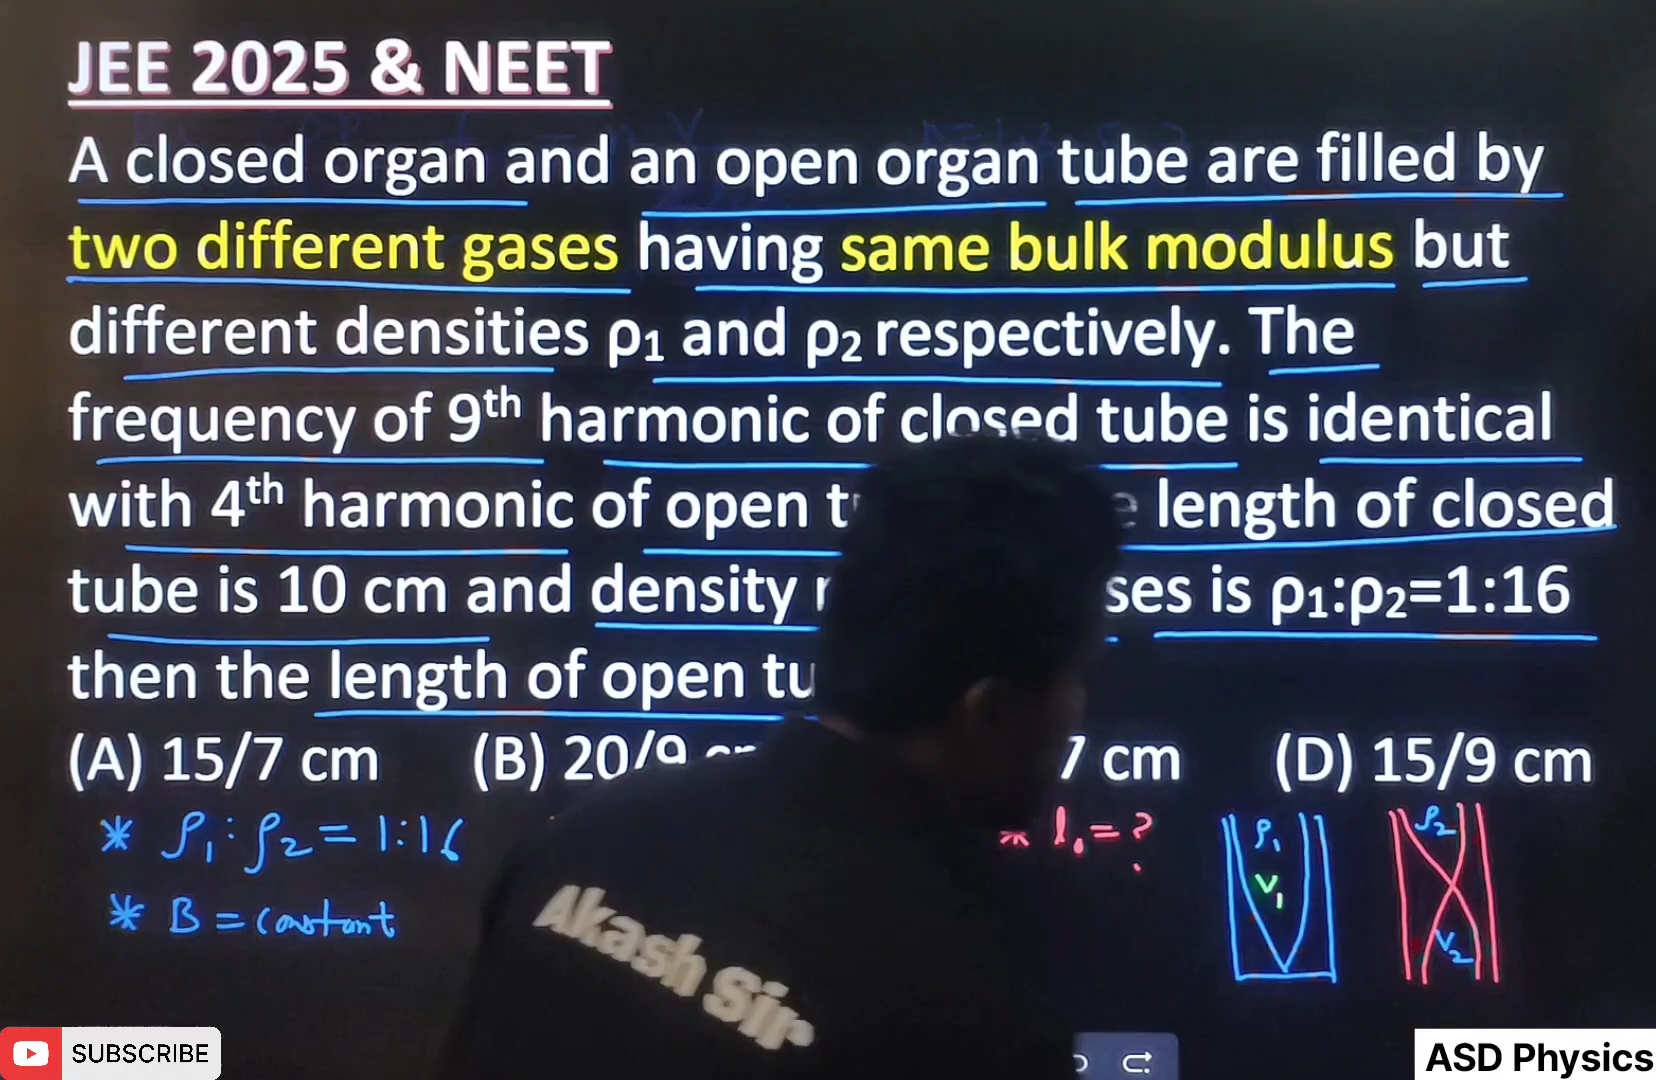 JEE 2025 & NEET
A closed organ and an open organ tube are filled by
two different gases having same bulk modulus but
different densities ρ1 and ρ2 respectively. The
frequency of 9th harmonic of closed tube is identical
with 4th harmonic of open length of closed
tube is 10 cm and density is ρ1:ρ2=1:16
then the length of open
(A) 15/7 cm (B) 20/9 7 cm (D) 15/9 cm
* ρ1:ρ2 = 1:16
* B = constant
* l0 = ?
ρ1
V1
ρ2
V2
Akash Sir
SUBSCRIBE
ASD Physics